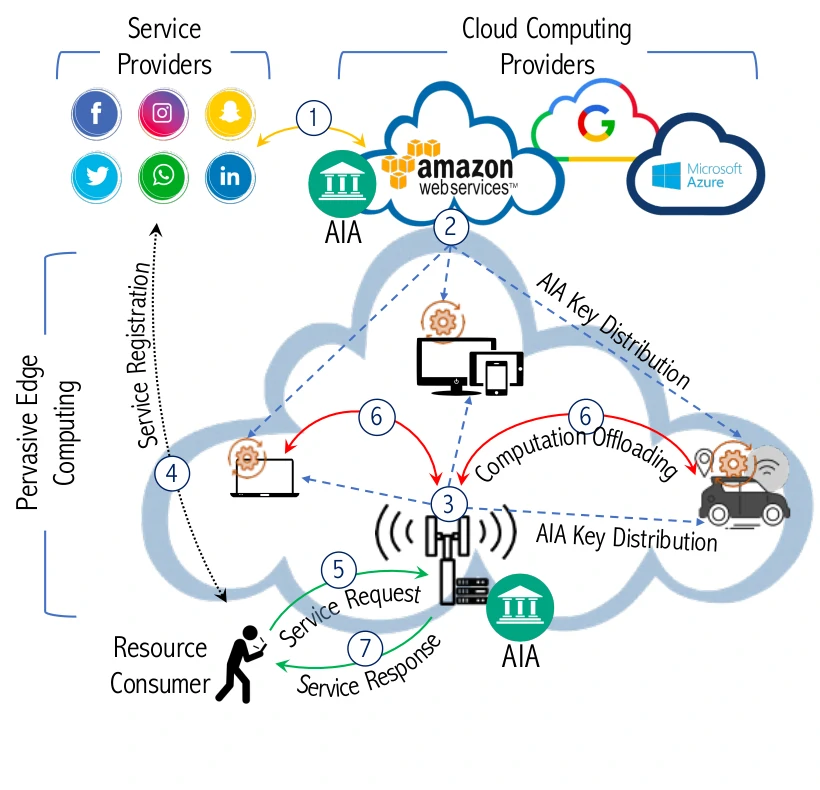 Service
Providers
Cloud Computing
Providers
f
in
1
amazon
webservices™
G
Microsoft
Azure
AIA
2
Pervasive Edge
Computing
Service Registration
4
AIA Key Distribution
6
6
Computation Offloading
3
AIA Key Distribution
5
Service Request
7
Service Response
Resource
Consumer
AIA